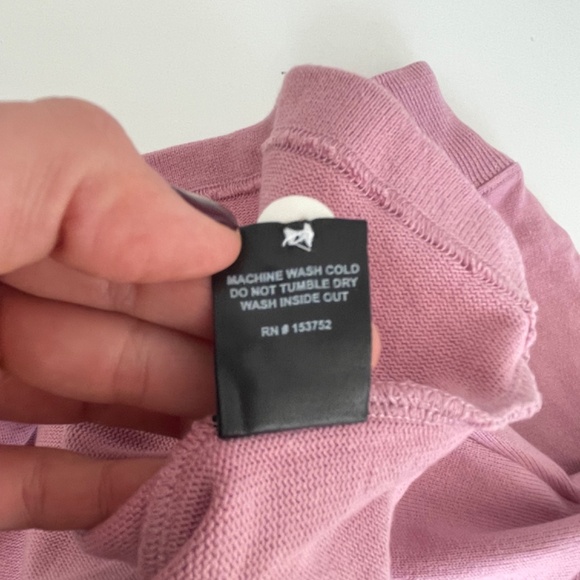 MACHINE WASH COLD
DO NOT TUMBLE DRY
WASH INSIDE OUT
RN # 153752